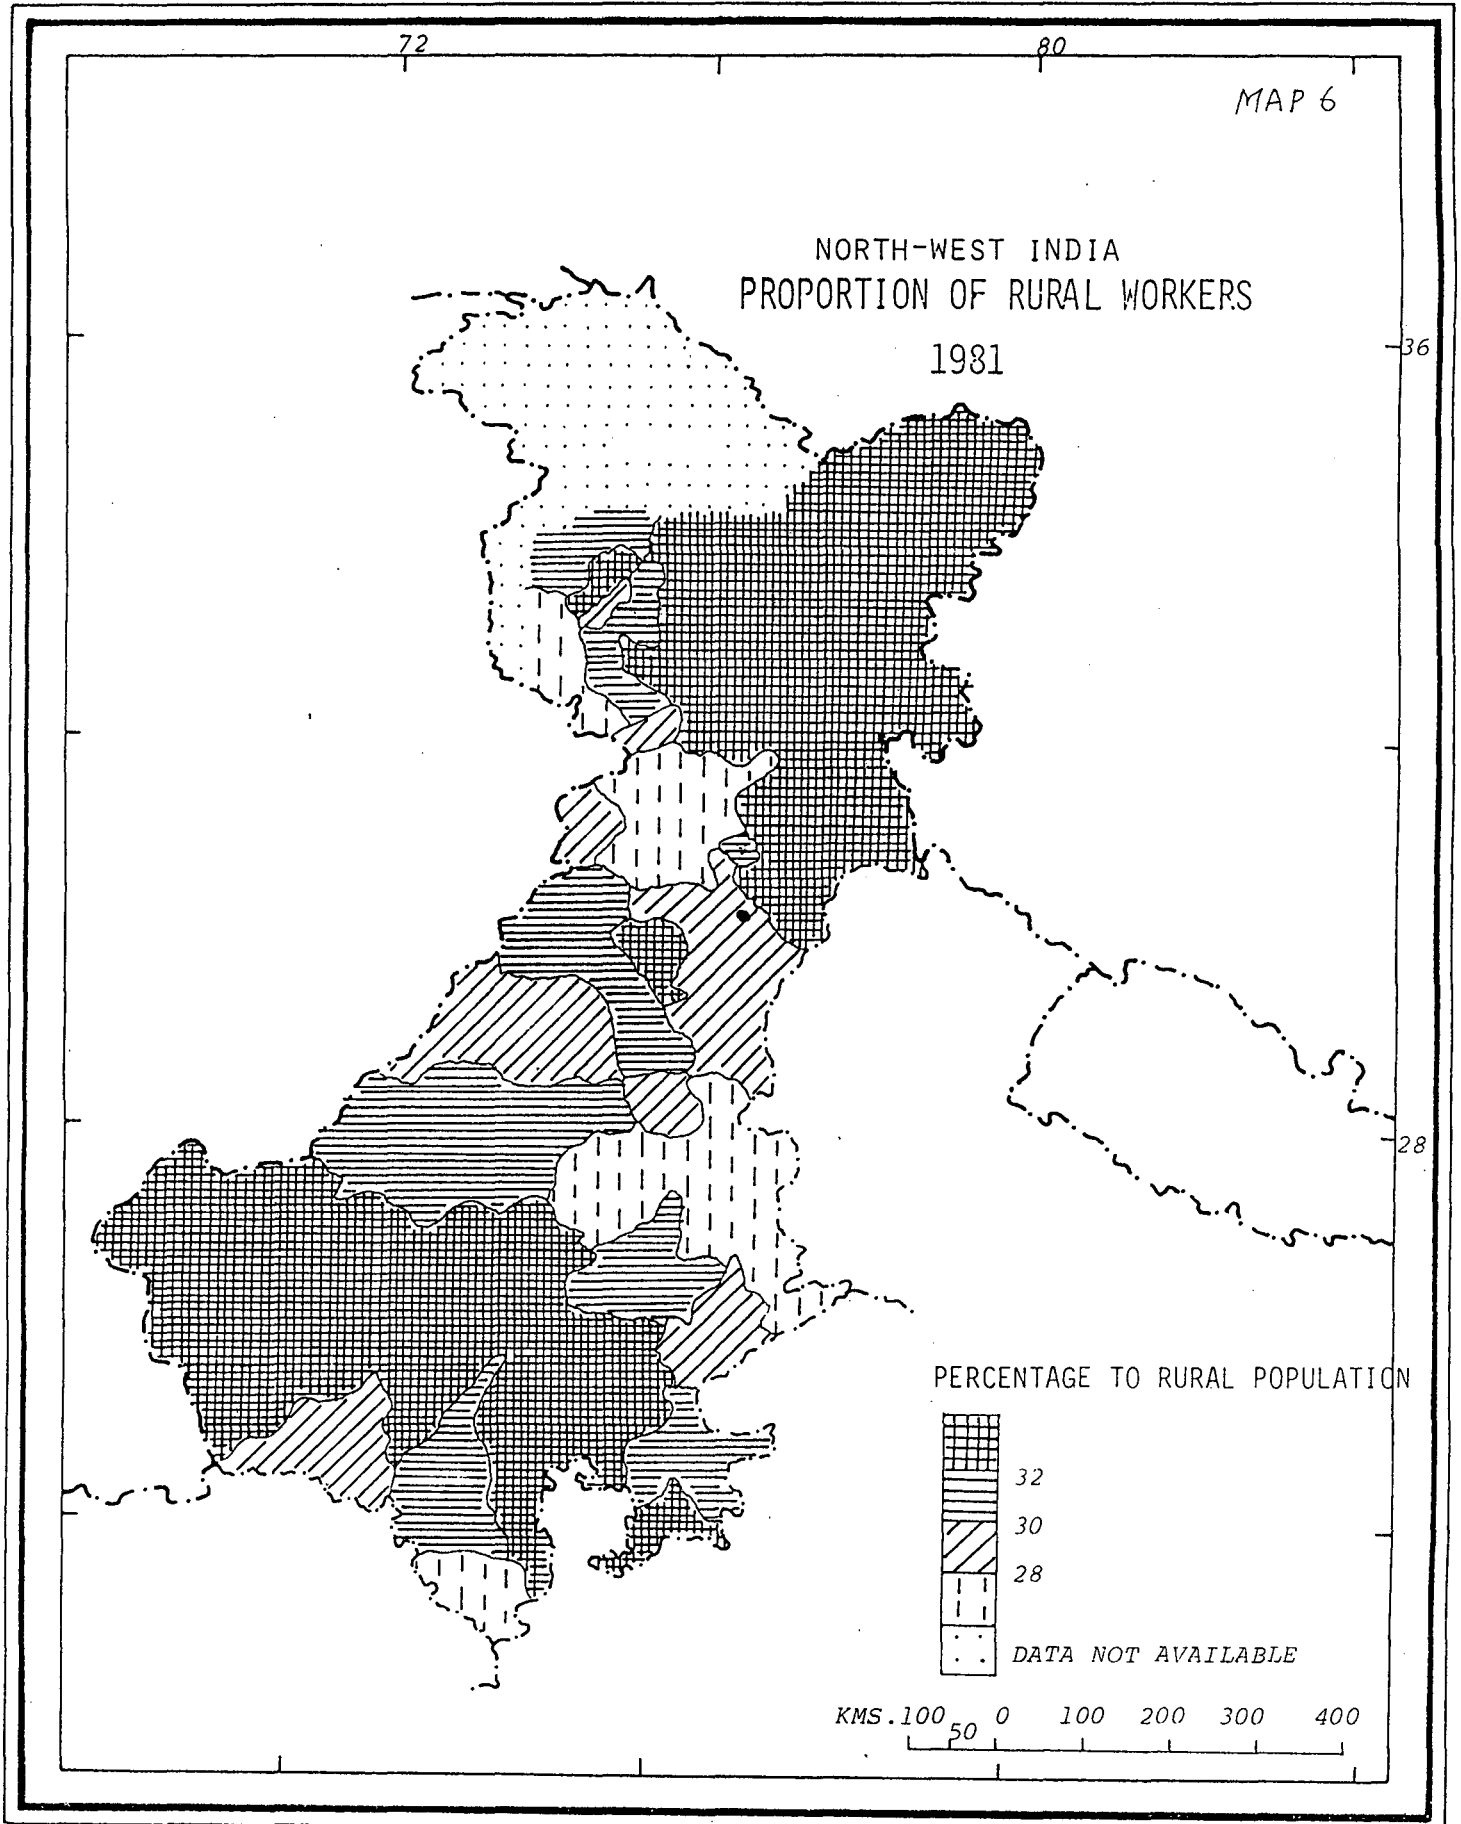 72 80
MAP 6
NORTH-WEST INDIA
PROPORTION OF RURAL WORKERS
1981
36
28
PERCENTAGE TO RURAL POPULATION
32
30
28
DATA NOT AVAILABLE
KMS. 100 50 0 100 200 300 400